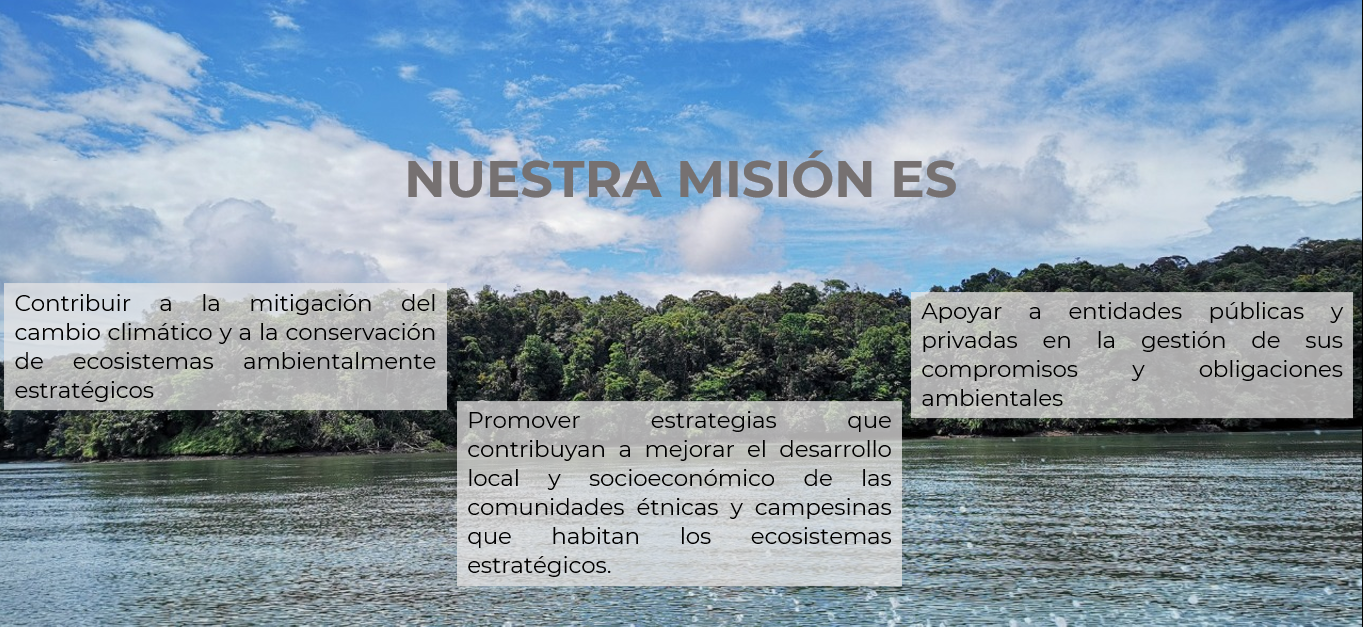 NUESTRA MISIÓN ES
Contribuir a la mitigación del
cambio climático y a la conservación
de ecosistemas ambientalmente
estratégicos
Promover estrategias que
contribuyan a mejorar el desarrollo
local y socioeconómico de las
comunidades étnicas y campesinas
que habitan los ecosistemas
estratégicos.
Apoyar a entidades públicas y
privadas en la gestión de sus
compromisos y obligaciones
ambientales